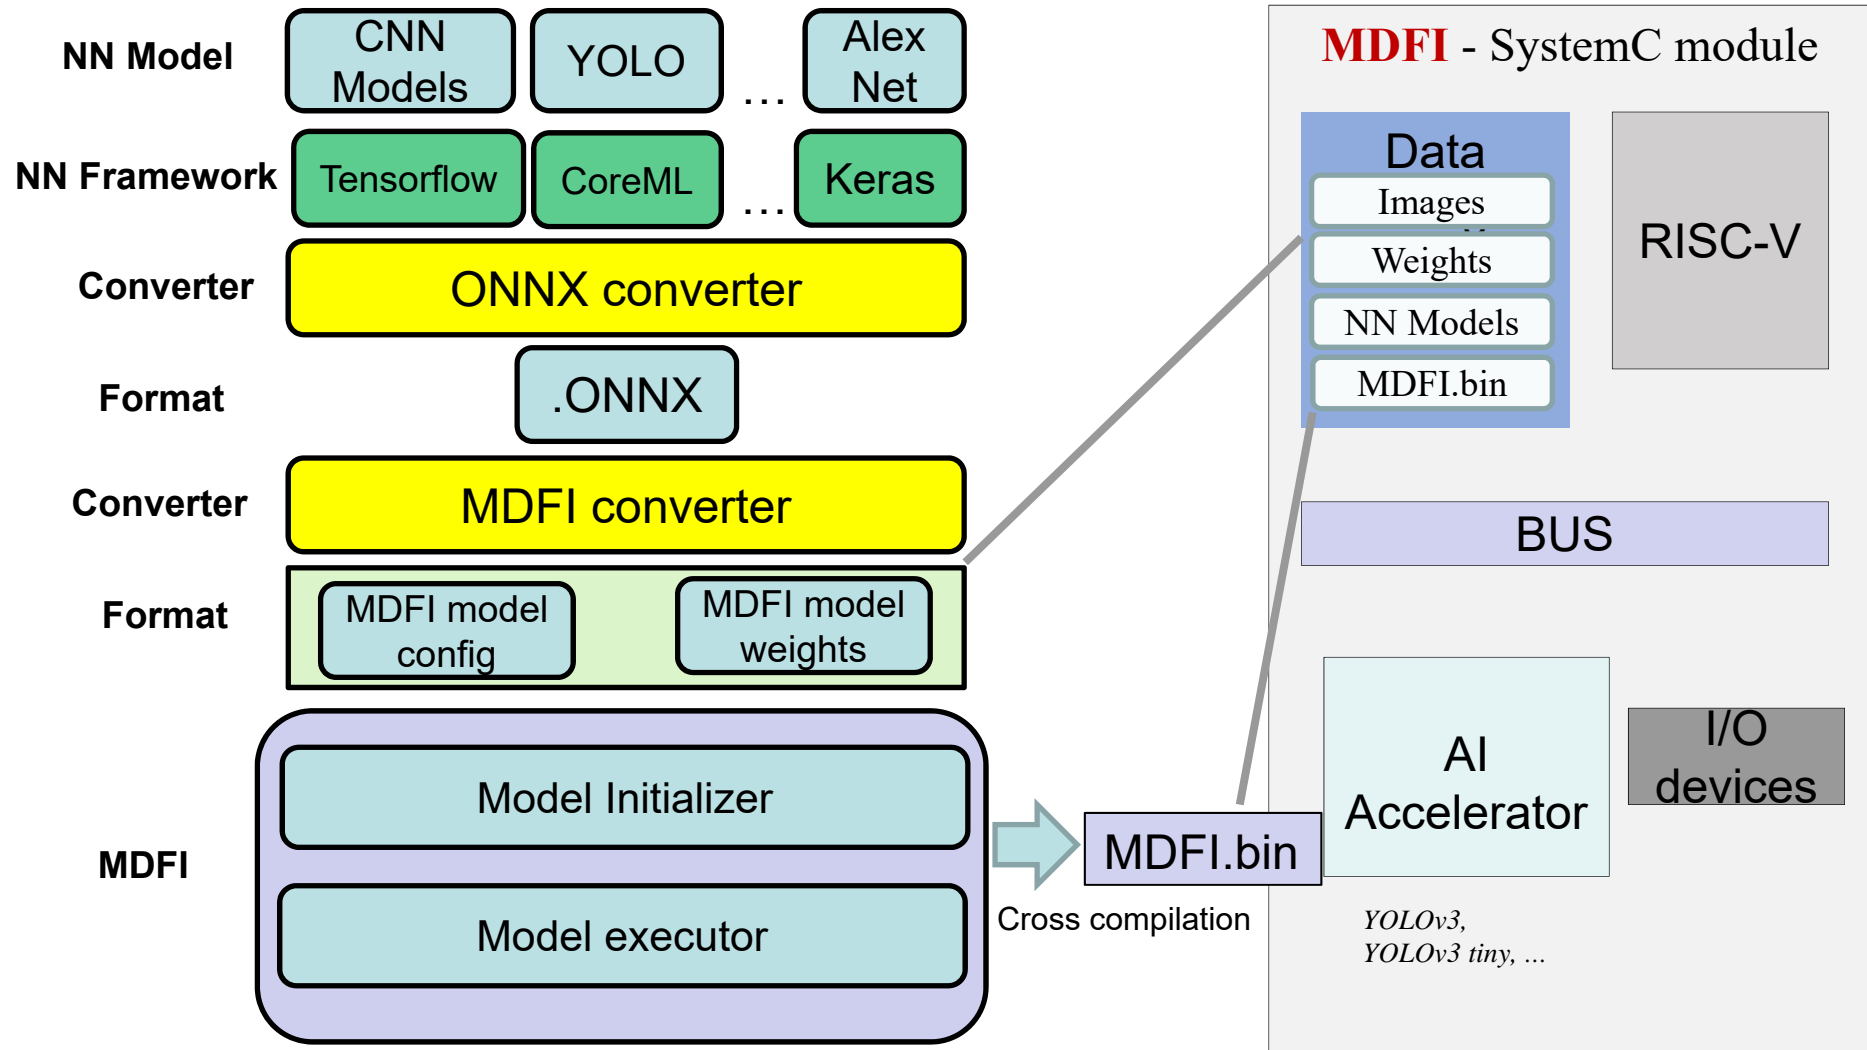 NN Model
CNN
Models
YOLO
...
Alex
Net
NN Framework
Tensorflow
CoreML
...
Keras
Converter
ONNX converter
Format
.ONNX
Converter
MDFI converter
Format
MDFI model
config
MDFI model
weights
MDFI
Model Initializer
Model executor
Cross compilation
MDFI.bin
MDFI - SystemC module
Data
Images
Weights
NN Models
MDFI.bin
RISC-V
BUS
AI
Accelerator
I/O
devices
YOLOv3,
YOLOv3 tiny, ...